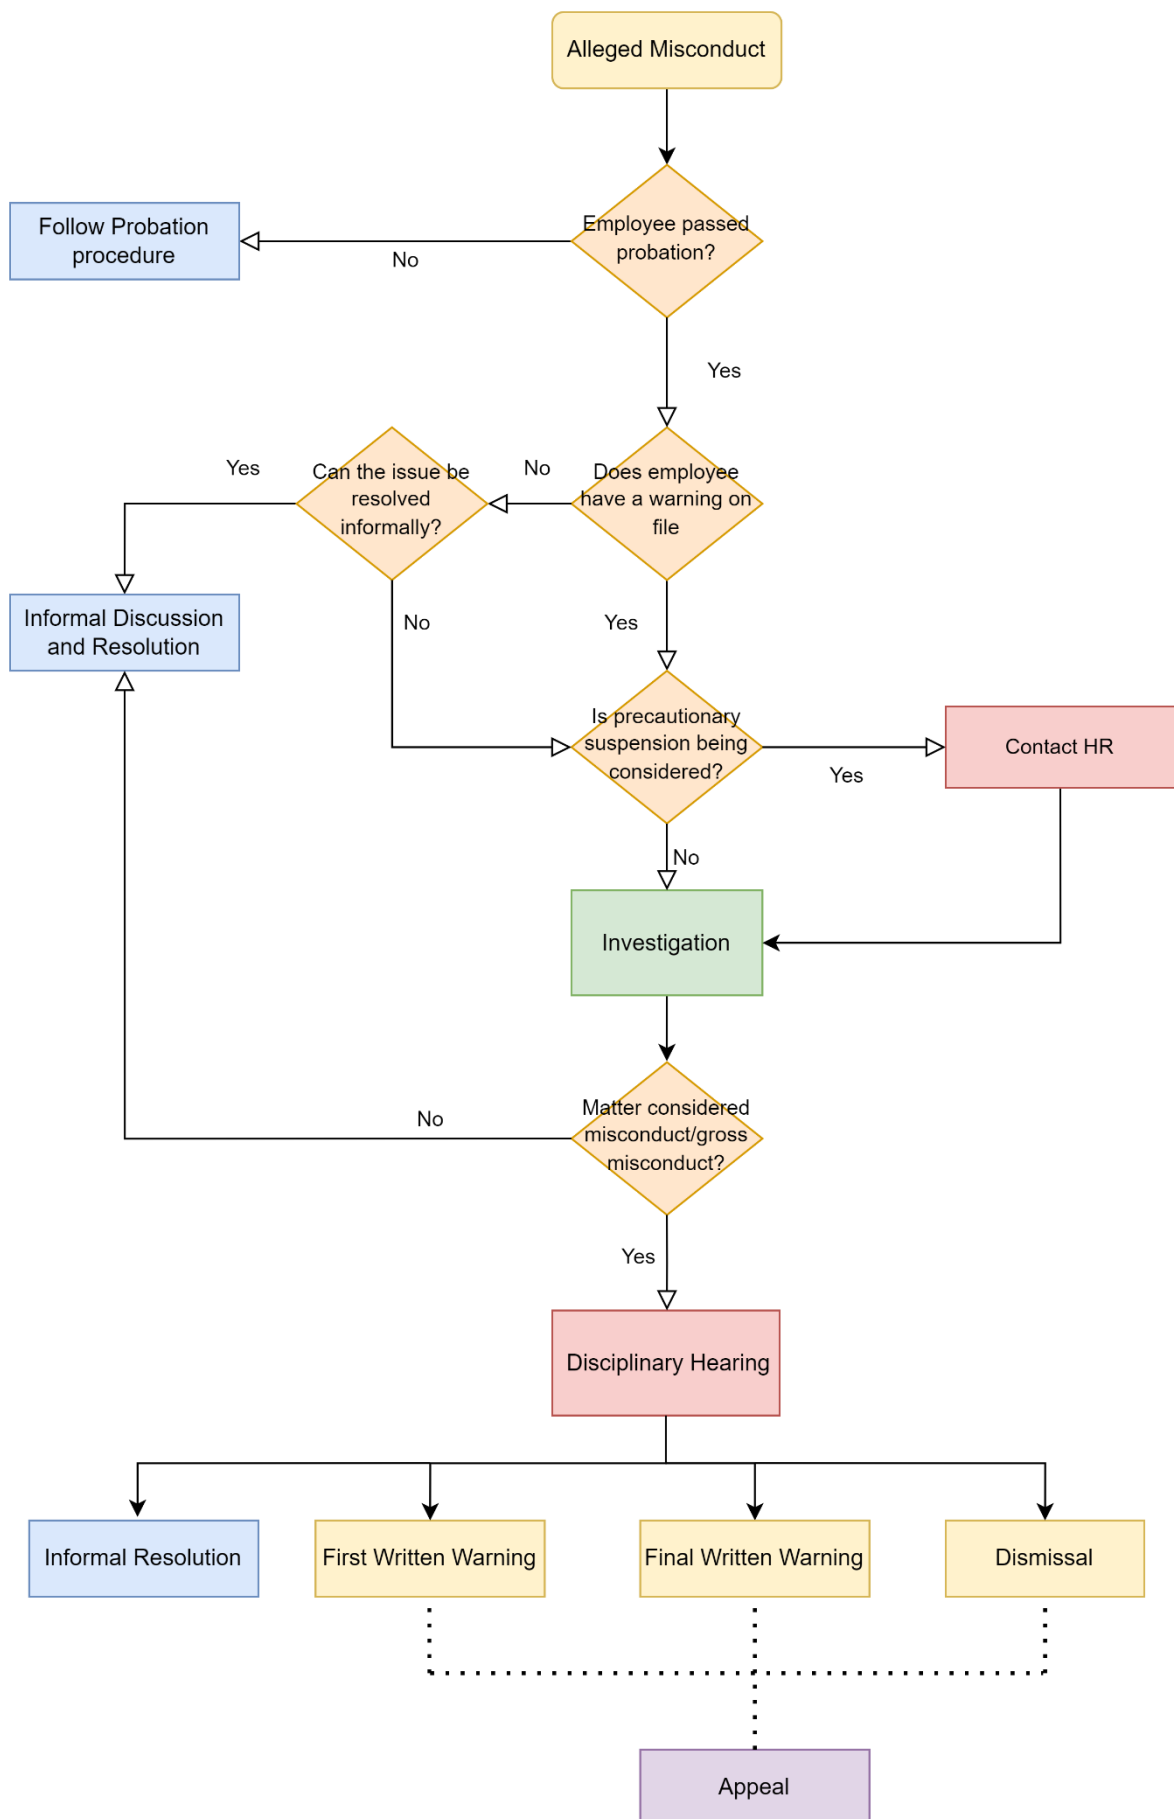 Alleged Misconduct
Employee passed
probation?
Follow Probation
procedure
No
Yes
Can the issue be
resolved
informally?
Yes
No
Does employee
have a warning on
file
Informal Discussion
and Resolution
No
Yes
Is precautionary
suspension being
considered?
Yes
Contact HR
No
Investigation
Matter considered
misconduct/gross
misconduct?
No
Yes
Disciplinary Hearing
Informal Resolution
First Written Warning
Final Written Warning
Dismissal
Appeal